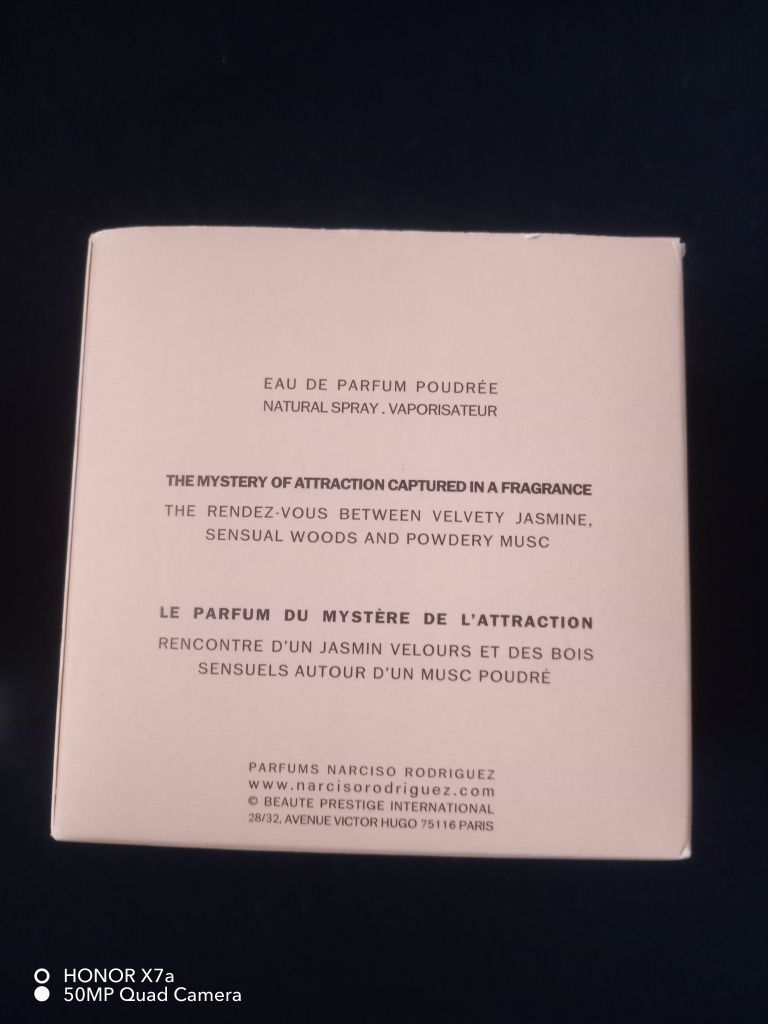 EAU DE PARFUM POUDRÉE
NATURAL SPRAY . VAPORISATEUR
THE MYSTERY OF ATTRACTION CAPTURED IN A FRAGRANCE
THE RENDEZ-VOUS BETWEEN VELVETY JASMINE,
SENSUAL WOODS AND POWDERY MUSC
LE PARFUM DU MYSTÈRE DE L'ATTRACTION
RENCONTRE D'UN JASMIN VELOURS ET DES BOIS
SENSUELS AUTOUR D'UN MUSC POUDRÉ
PARFUMS NARCISO RODRIGUEZ
www.narcisorodriguez.com
© BEAUTE PRESTIGE INTERNATIONAL
28/32, AVENUE VICTOR HUGO 75116 PARIS
HONOR X7a
50MP Quad Camera